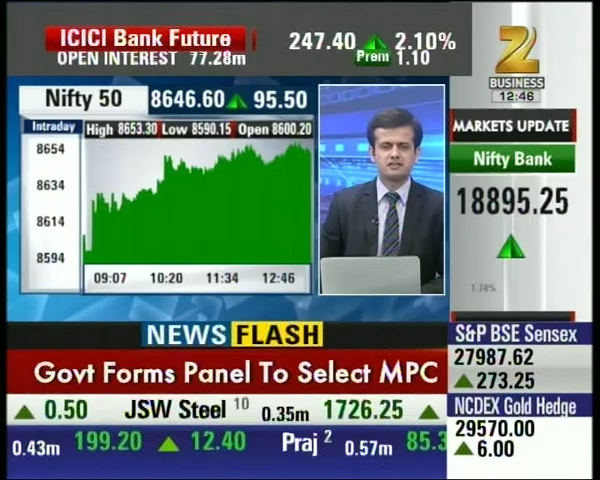 ICICI Bank Future 247.40 2.10%
OPEN INTEREST 77.28m Prem 1.10
Z
BUSINESS
12:46
Nifty 50 8646.60 95.50
Intraday High 8653.30 Low 8590.15 Open 8600.20
8654
8634
8614
8594
09:07 10:20 11:34 12:46
MARKETS UPDATE
Nifty Bank
18895.25
1.74%
NEWS FLASH
Govt Forms Panel To Select MPC
S&P BSE Sensex
27987.62
273.25
NCDEX Gold Hedge
29570.00
6.00
0.50 JSW Steel 10 0.35m 1726.25
0.43m 199.20 12.40 Praj 2 0.57m 85.3